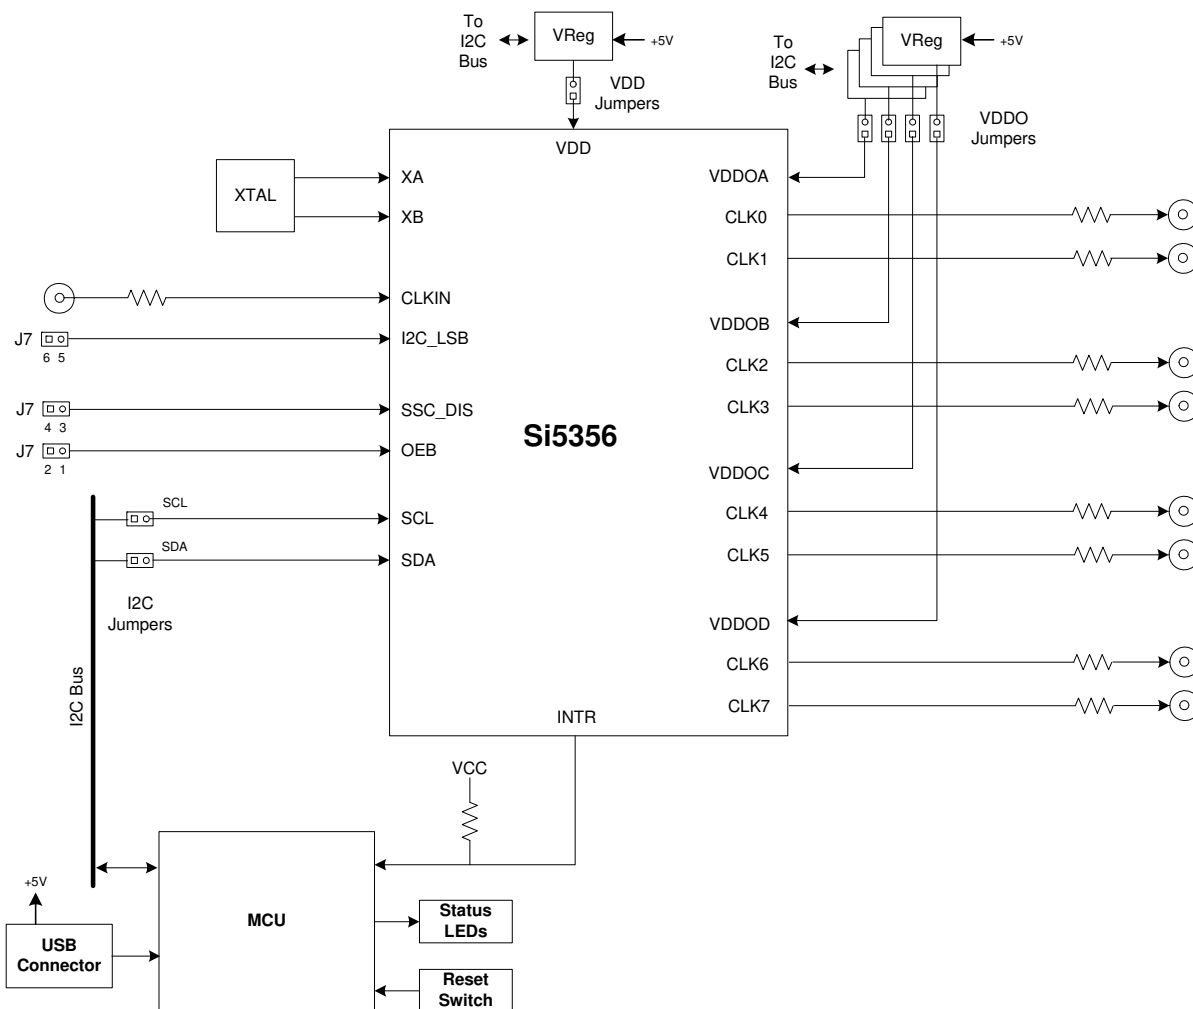 To
I2C
Bus
VReg
+5V
VDD
Jumpers
To
I2C
Bus
VReg
+5V
VDDO
Jumpers
VDD
XTAL
XA
XB
CLKIN
J7
6 5
I2C_LSB
J7
4 3
SSC_DIS
J7
2 1
OEB
SCL
SCL
SDA
SDA
I2C
Jumpers
I2C Bus
Si5356
VDDOA
CLK0
CLK1
VDDOB
CLK2
CLK3
VDDOC
CLK4
CLK5
VDDOD
CLK6
CLK7
INTR
VCC
+5V
USB
Connector
MCU
Status
LEDs
Reset
Switch